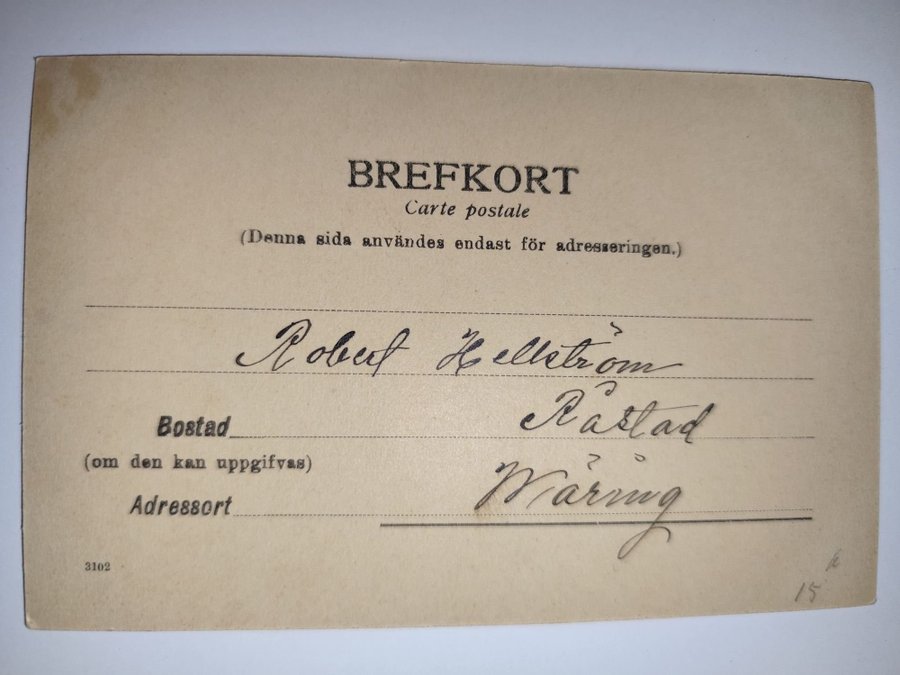 BREFKORT
Carte postale
(Denna sida användes endast för adresseringen.)
Robert Hellström
Bostad Råstad
(om den kan uppgifvas)
Adressort Wäring
3102
15